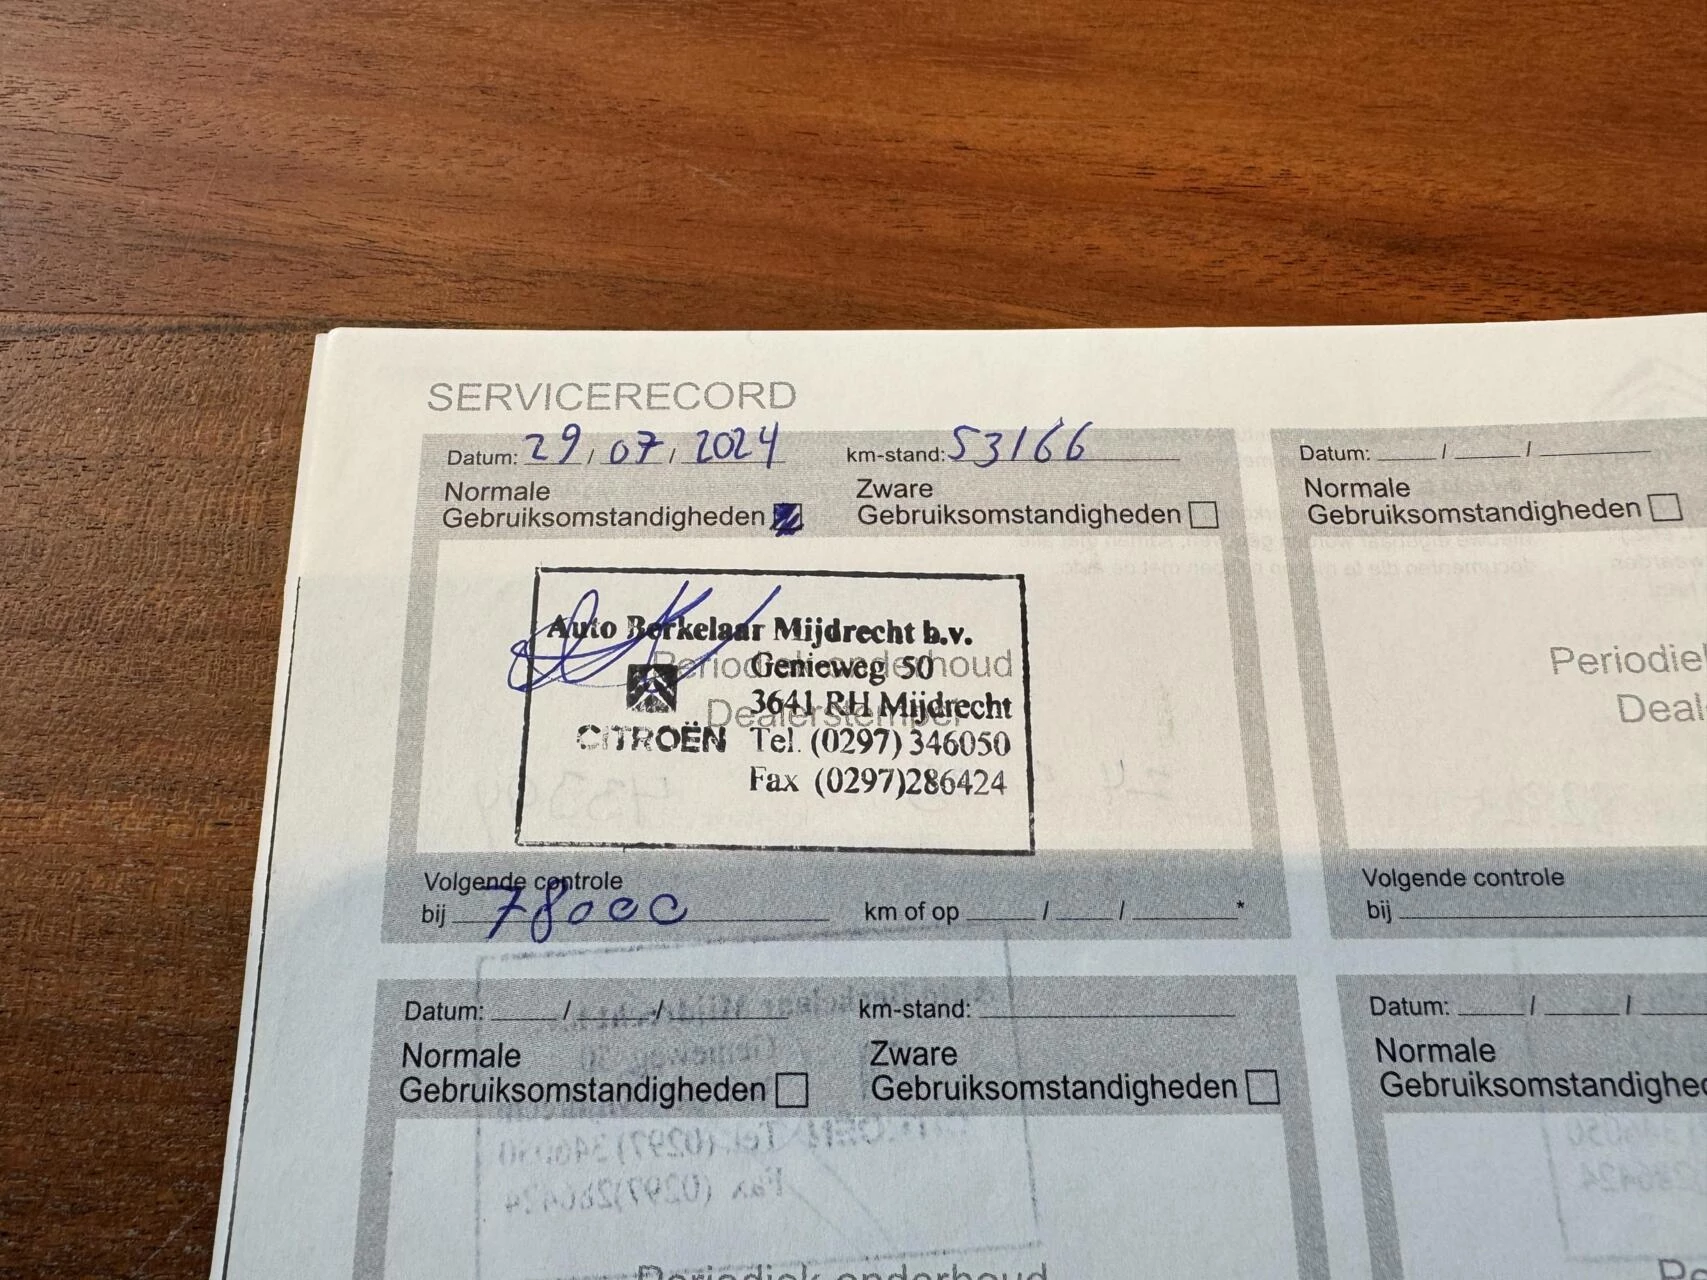 SERVICERECORD
Datum: 29 / 07 / 2024 km-stand: 53166
Normale Gebruiksomstandigheden
Zware Gebruiksomstandigheden
Periodiek onderhoud
Dealerstempel
Auto Berkelaar Mijdrecht b.v.
Genieweg 50
3641 RH Mijdrecht
CITROËN Tel. (0297) 346050
Fax (0297)286424
Volgende controle
bij 78000 km of op / / *
Datum: / /
Normale
Gebruiksomstandigheden
Periodiek
Volgende controle
bij
Datum: / / km-stand:
Normale Gebruiksomstandigheden
Zware Gebruiksomstandigheden
Periodiek onderhoud
Datum: / /
Normale